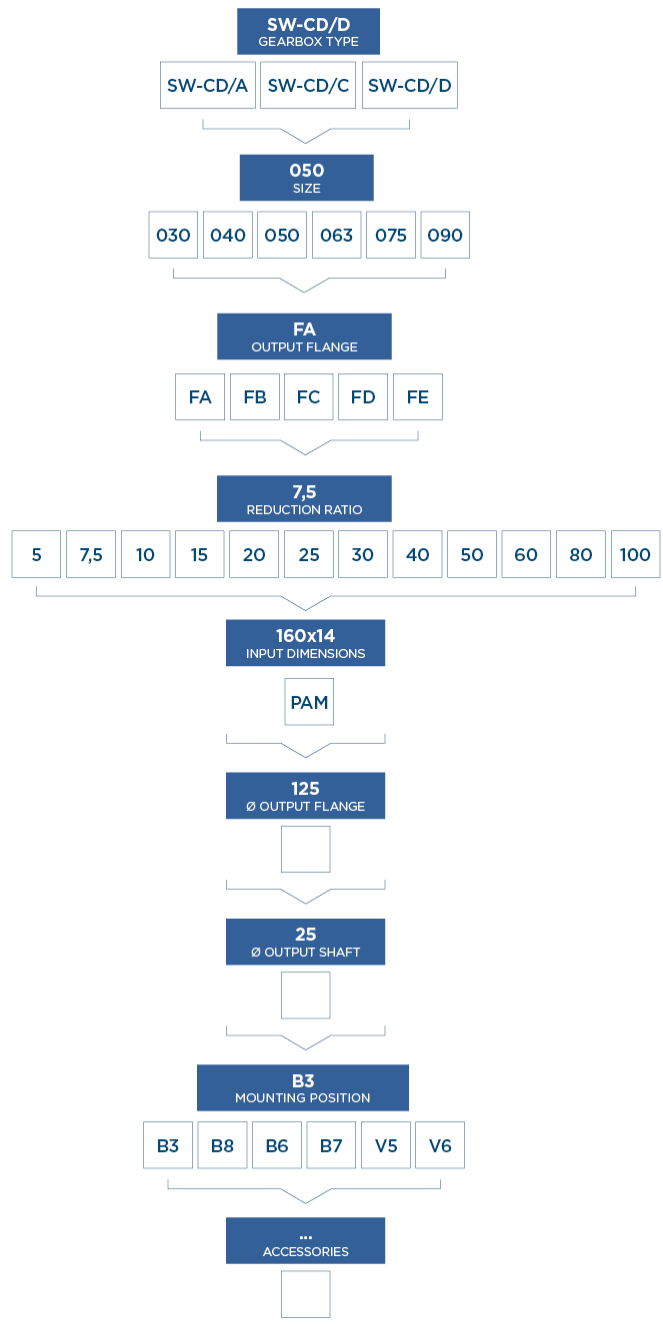 SW-CD/D
GEARBOX TYPE
SW-CD/A SW-CD/C SW-CD/D
050
SIZE
030 040 050 063 075 090
FA
OUTPUT FLANGE
FA FB FC FD FE
7,5
REDUCTION RATIO
5 7,5 10 15 20 25 30 40 50 60 80 100
160x14
INPUT DIMENSIONS
PAM
125
Ø OUTPUT FLANGE
25
Ø OUTPUT SHAFT
B3
MOUNTING POSITION
B3 B8 B6 B7 V5 V6
...
ACCESSORIES